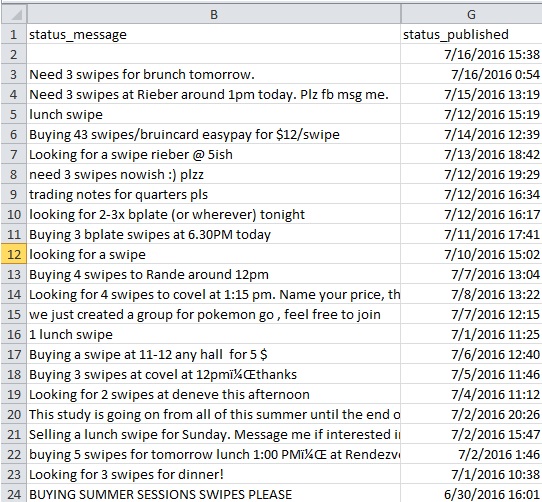 B G
1 status_message status_published
2 7/16/2016 15:38
3 Need 3 swipes for brunch tomorrow. 7/16/2016 0:54
4 Need 3 swipes at Rieber around 1pm today. Plz fb msg me. 7/15/2016 13:19
5 lunch swipe 7/12/2016 15:19
6 Buying 43 swipes/bruincard easypay for $12/swipe 7/14/2016 12:39
7 Looking for a swipe rieber @ 5ish 7/13/2016 18:42
8 need 3 swipes nowish :) plzz 7/12/2016 19:29
9 trading notes for quarters pls 7/12/2016 16:34
10 looking for 2-3x bplate (or wherever) tonight 7/12/2016 16:17
11 Buying 3 bplate swipes at 6.30PM today 7/11/2016 17:41
12 looking for a swipe 7/10/2016 15:02
13 Buying 4 swipes to Rande around 12pm 7/7/2016 13:04
14 Looking for 4 swipes to covel at 1:15 pm. Name your price, th 7/8/2016 13:22
15 we just created a group for pokemon go , feel free to join 7/7/2016 12:15
16 1 lunch swipe 7/1/2016 11:25
17 Buying a swipe at 11-12 any hall for 5 $ 7/6/2016 12:40
18 Buying 3 swipes at covel at 12pmï¼Œthanks 7/5/2016 11:46
19 Looking for 2 swipes at deneve this afternoon 7/4/2016 11:12
20 This study is going on from all of this summer until the end o 7/2/2016 20:26
21 Selling a lunch swipe for Sunday. Message me if interested i 7/2/2016 15:47
22 buying 5 swipes for tomorrow lunch 1:00 PMï¼Œ at Rendezv 7/2/2016 1:46
23 Looking for 3 swipes for dinner! 7/1/2016 10:38
24 BUYING SUMMER SESSIONS SWIPES PLEASE 6/30/2016 16:01